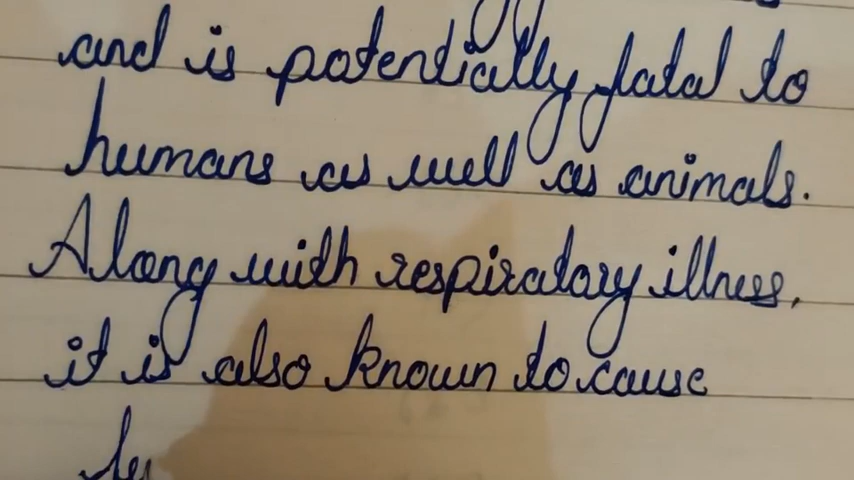 and is potentially fatal to
humans as well as animals.
Along with respiratory illness,
it is also known to cause